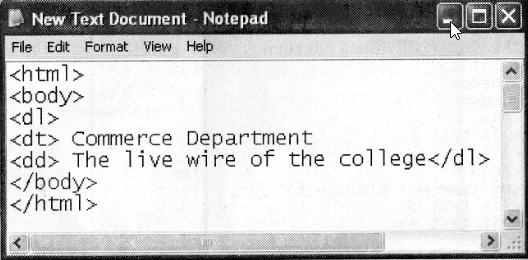 New Text Document - Notepad
File Edit Format View Help
<html>
<body>
<dl>
<dt> Commerce Department
<dd> The live wire of the college</dl>
</body>
</html>